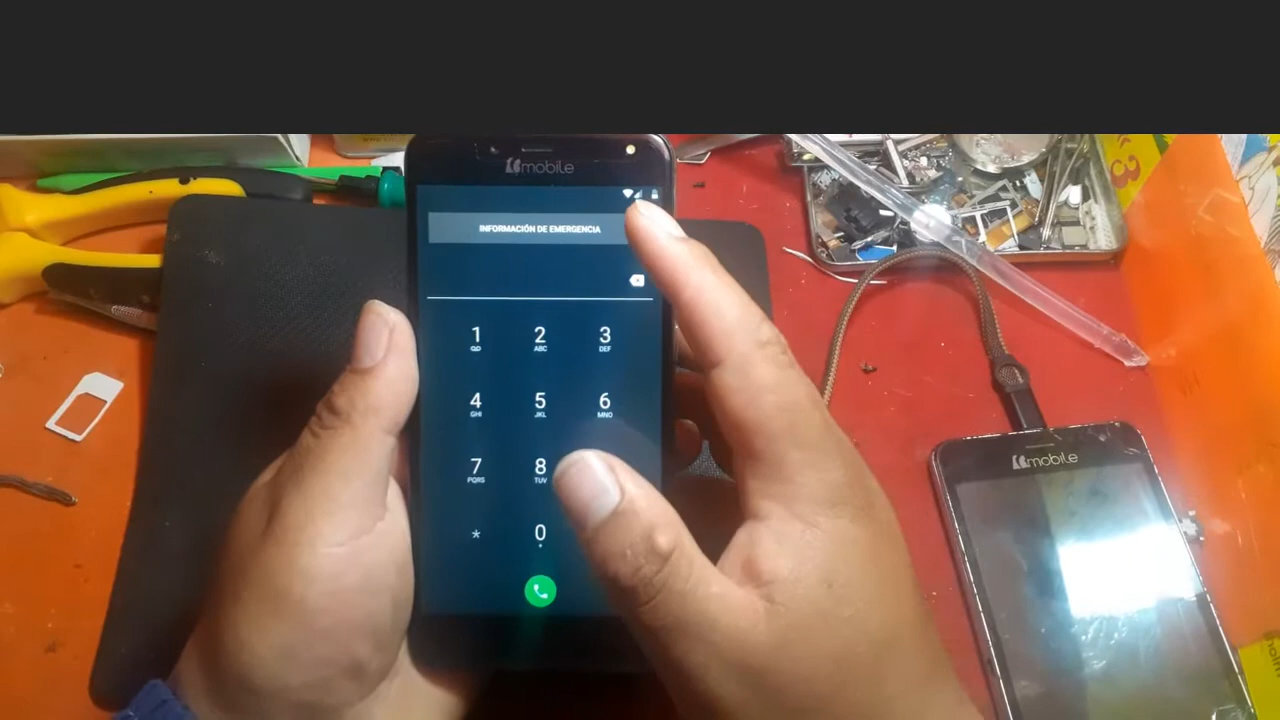 mobile
INFORMACIÓN DE EMERGENCIA
1 2 3
ABC DEF
4 5 6
GHI JKL MNO
7 8
PQRS TUV
* 0
mobile
3